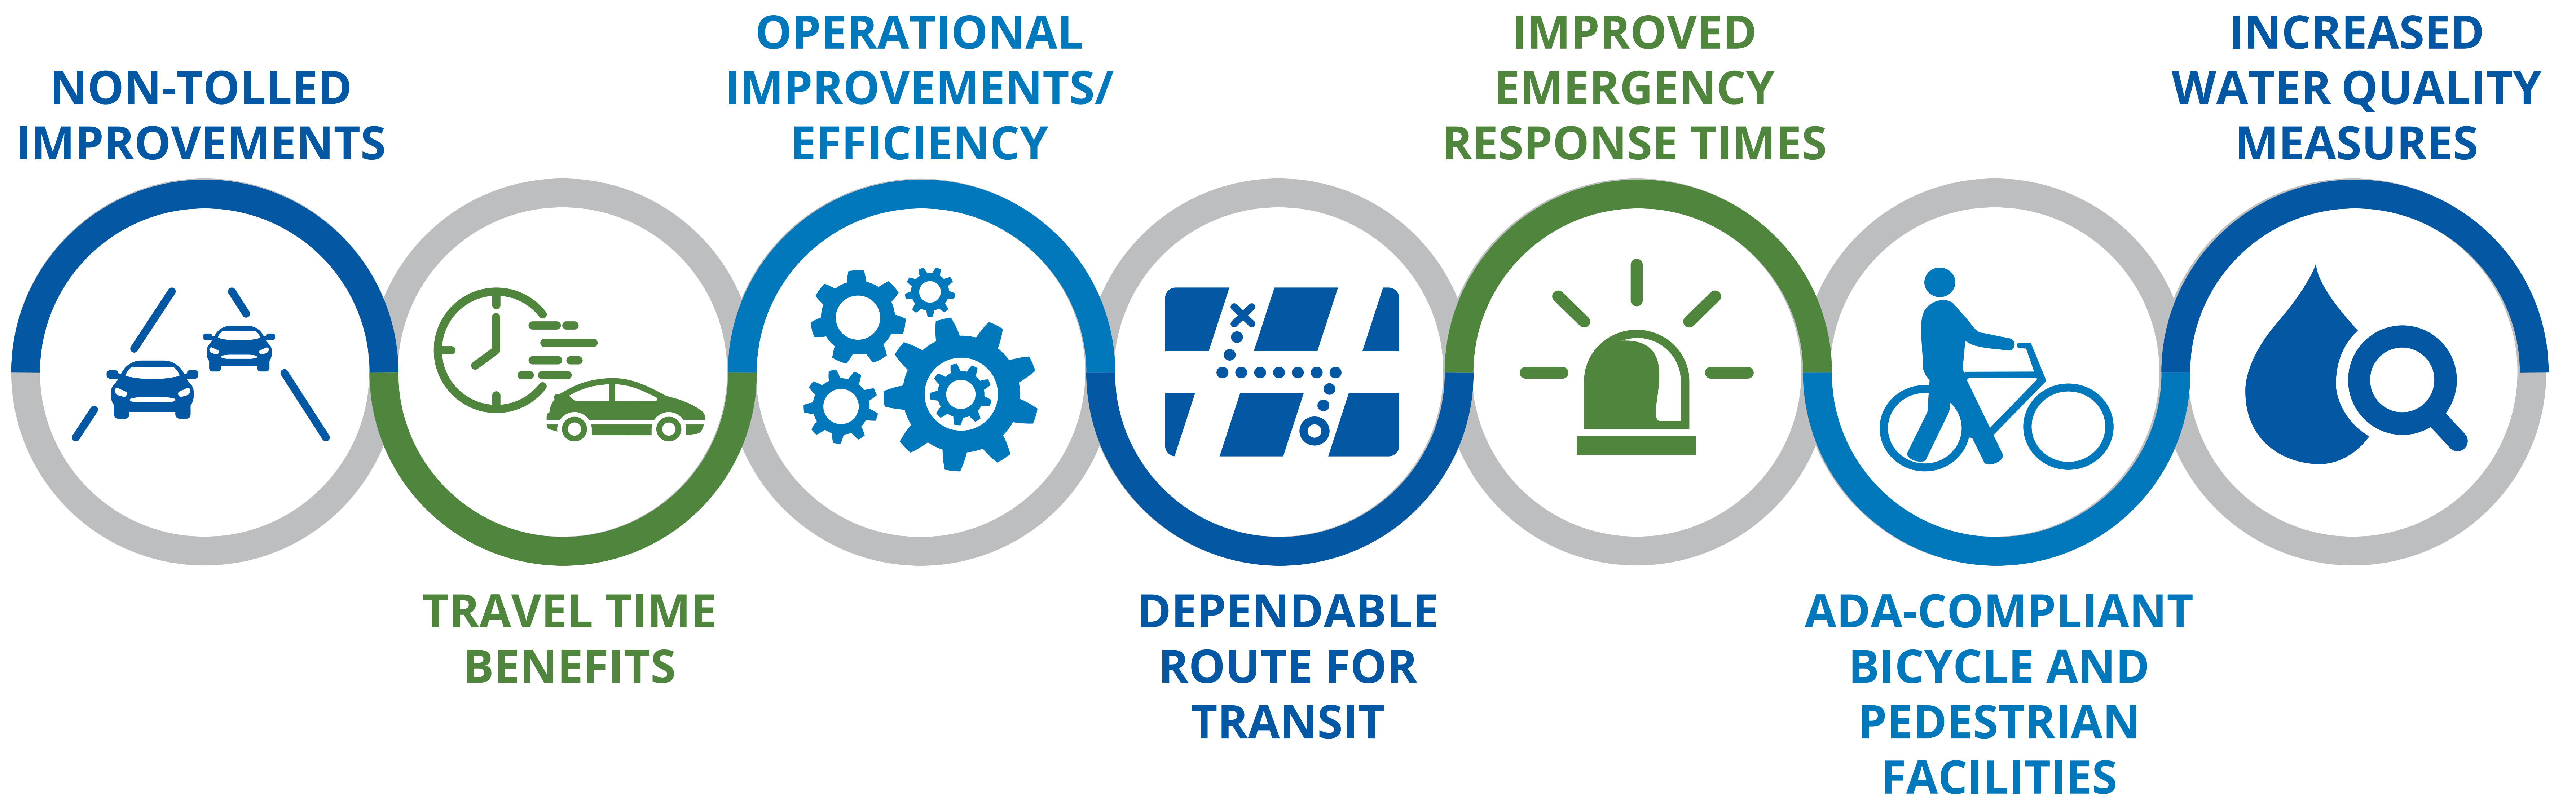 NON-TOLLED
IMPROVEMENTS
TRAVEL TIME
BENEFITS
OPERATIONAL
IMPROVEMENTS/
EFFICIENCY
DEPENDABLE
ROUTE FOR
TRANSIT
IMPROVED
EMERGENCY
RESPONSE TIMES
ADA-COMPLIANT
BICYCLE AND
PEDESTRIAN
FACILITIES
INCREASED
WATER QUALITY
MEASURES